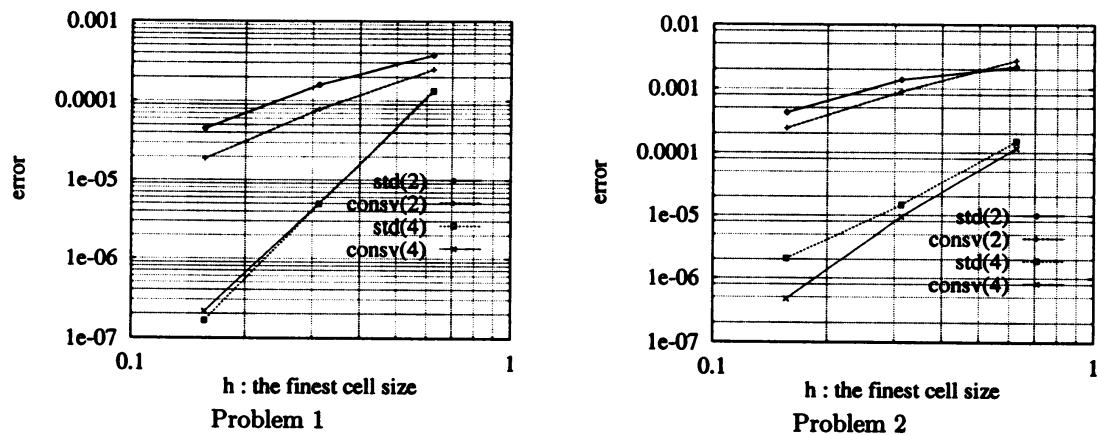 0.001
0.0001
1e-05
1e-06
1e-07
error
std(2)
consv(2)
std(4)
consv(4)
0.1
1
h : the finest cell size
Problem 1
0.01
0.001
0.0001
1e-05
1e-06
1e-07
error
std(2)
consv(2)
std(4)
consv(4)
0.1
1
h : the finest cell size
Problem 2